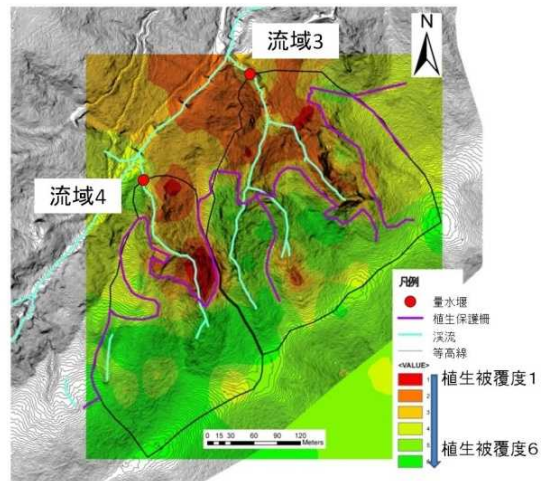 流域3
N
流域4
凡例
量水堰
植生保護柵
渓流
等高線
<VALUE>
1 植生被覆度1
2
3
4
5
6 植生被覆度6
0 15 30 60 90 120
Meters